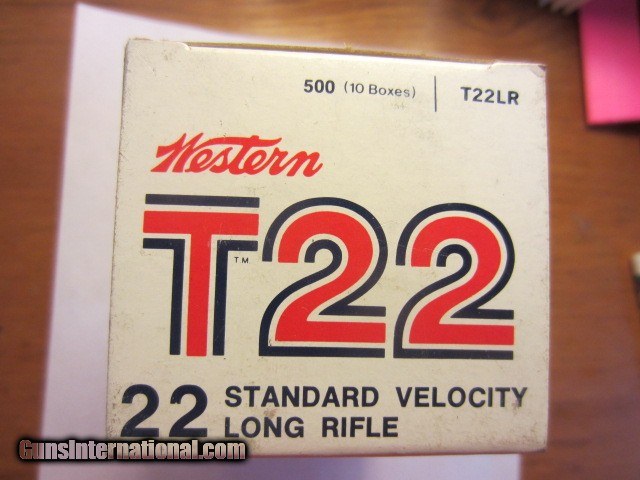 500 (10 Boxes) | T22LR
Western
T22
™
22 STANDARD VELOCITY
LONG RIFLE
GunsInternational.com